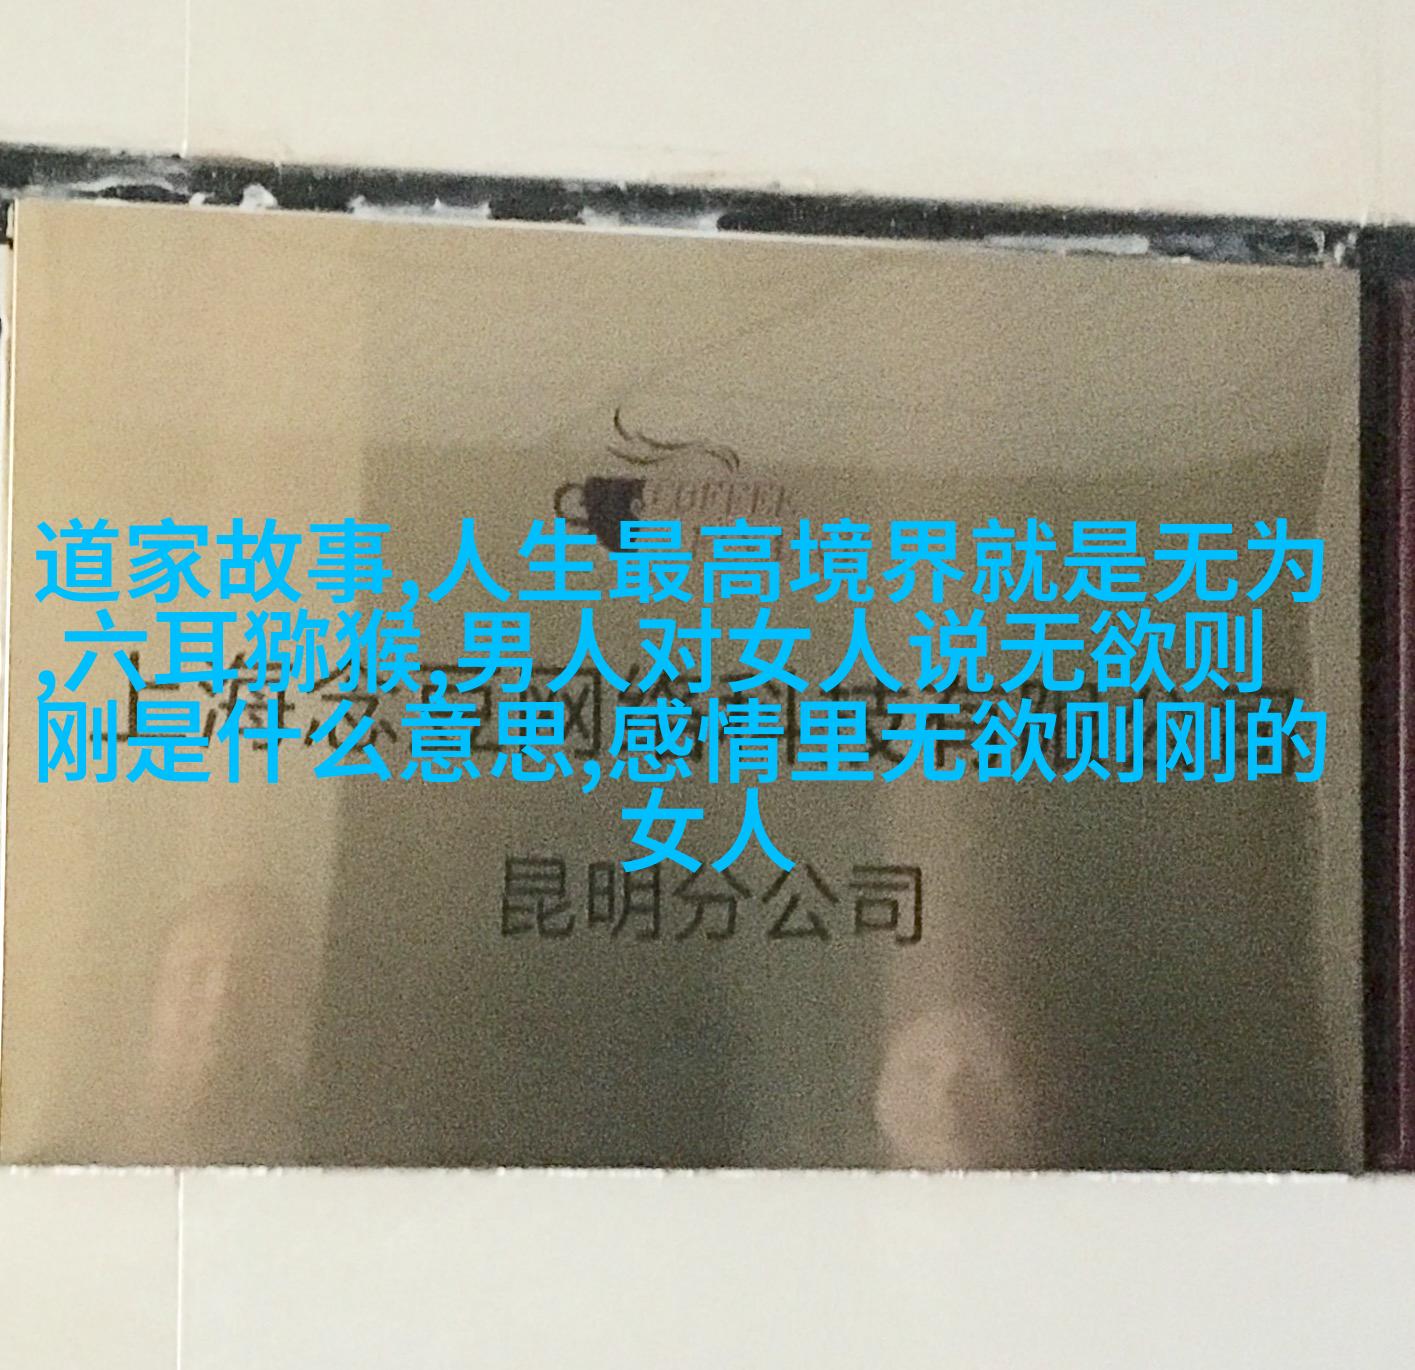 COFFEE
道家故事,人生最高境界就是无为
,六耳猕猴,男人对女人说无欲则
刚是什么意思,感情里无欲则刚的
女人
昆明分公司